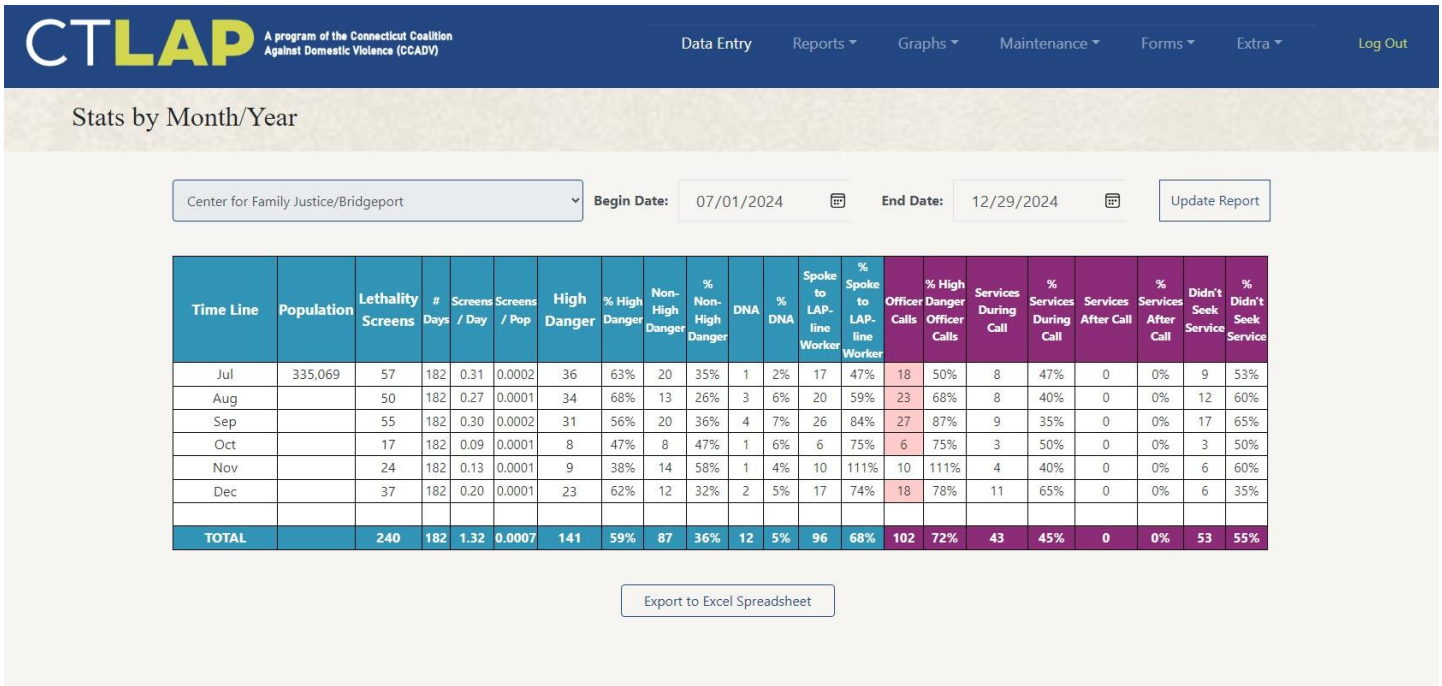 CTLAP
A program of the Connecticut Coalition
Against Domestic Violence (CCADV)
Data Entry Reports Graphs Maintenance Forms Extra Log Out
Stats by Month/Year
Center for Family Justice/Bridgeport Begin Date: 07/01/2024 End Date: 12/29/2024 Update Report
Time Line Population Lethality Screens # Days Screens / Day Screens / Pop High Danger % High Danger Non-High Danger % Non-High Danger DNA % DNA Spoke to LAP-line Worker % Spoke to LAP-line Worker Officer Calls % High Danger Officer Calls Services During Call % Services During Call Services After Call % Services After Call Didn't Seek Service % Didn't Seek Service
Jul 335,069 57 182 0.31 0.0002 36 63% 20 35% 1 2% 17 47% 18 50% 8 47% 0 0% 9 53%
Aug 50 182 0.27 0.0001 34 68% 13 26% 3 6% 20 59% 23 68% 8 40% 0 0% 12 60%
Sep 55 182 0.30 0.0002 31 56% 20 36% 4 7% 26 84% 27 87% 9 35% 0 0% 17 65%
Oct 17 182 0.09 0.0001 8 47% 8 47% 1 6% 6 75% 6 75% 3 50% 0 0% 3 50%
Nov 24 182 0.13 0.0001 9 38% 14 58% 1 4% 10 111% 10 111% 4 40% 0 0% 6 60%
Dec 37 182 0.20 0.0001 23 62% 12 32% 2 5% 17 74% 18 78% 11 65% 0 0% 6 35%
TOTAL 240 182 1.32 0.0007 141 59% 87 36% 12 5% 96 68% 102 72% 43 45% 0 0% 53 55%
Export to Excel Spreadsheet